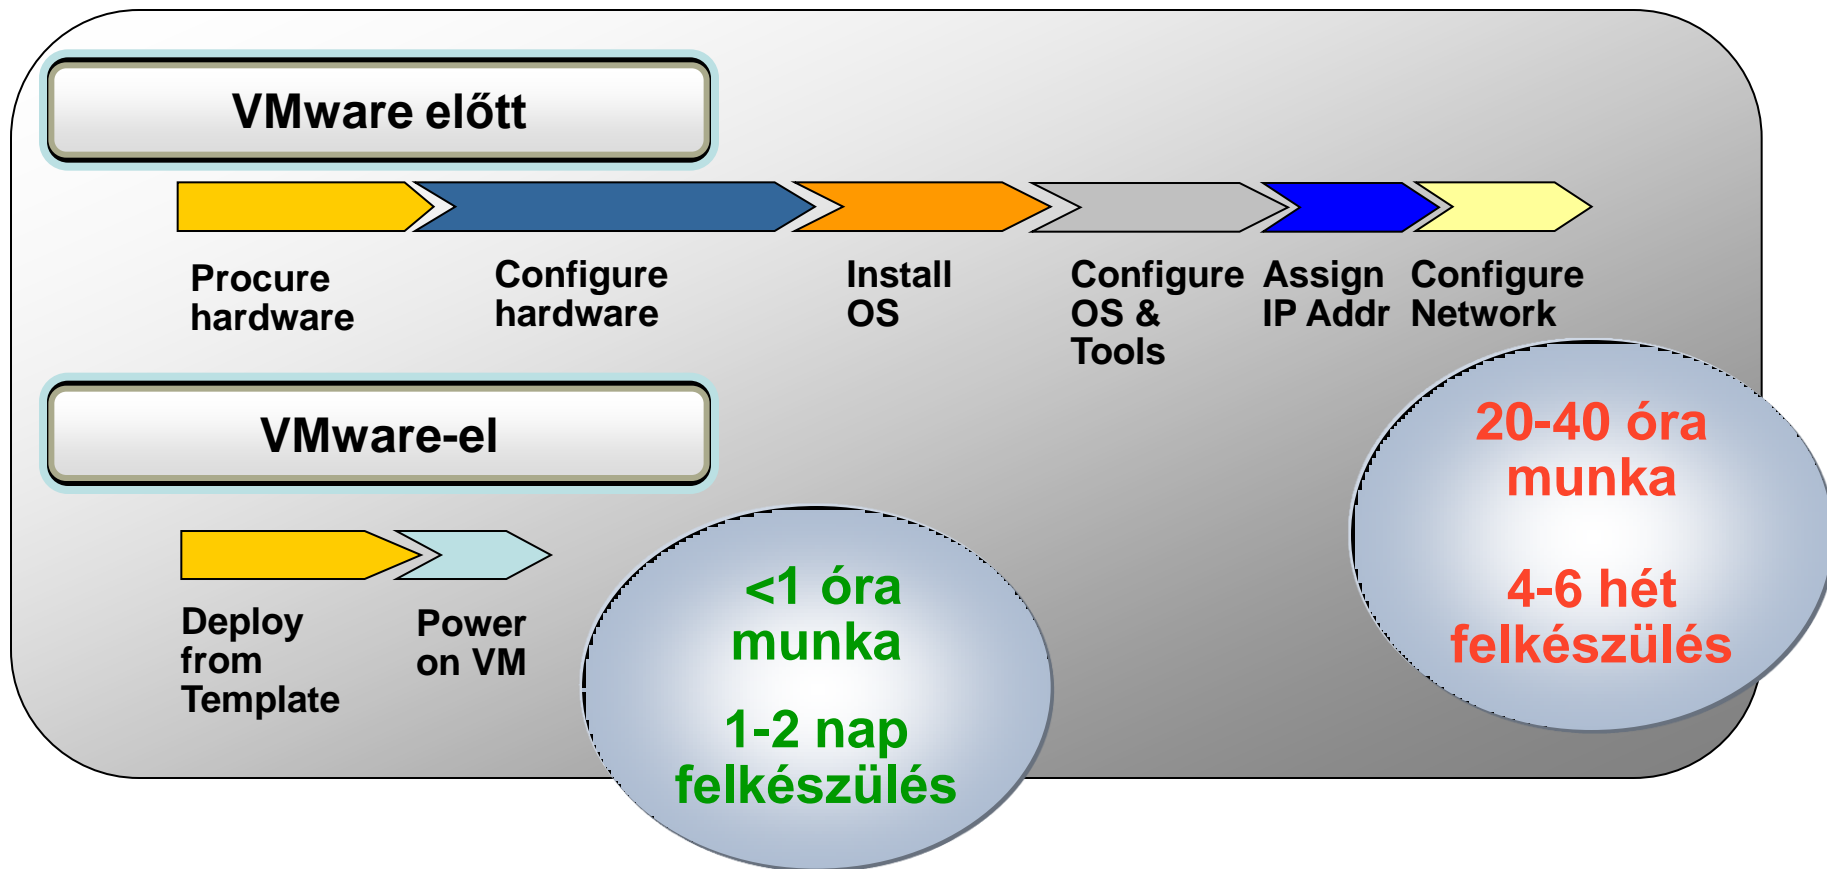 VMware előtt
Procure
hardware
Configure
hardware
Install
OS
Configure
OS &
Tools
Assign
IP Addr
Configure
Network
20-40 óra
munka
4-6 hét
felkészülés
VMware-el
Deploy
from
Template
Power
on VM
<1 óra
munka
1-2 nap
felkészülés